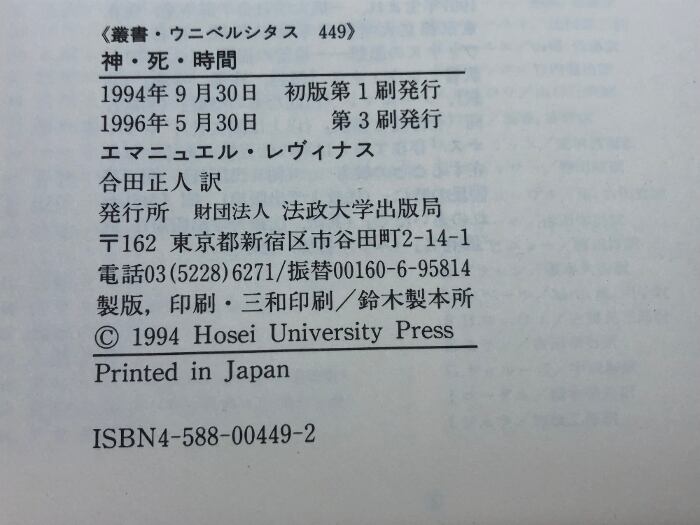 《叢書・ウニベルシタス 449》
神・死・時間
1994年9月30日 初版第1刷発行
1996年5月30日 第3刷発行
エマニュエル・レヴィナス
合田正人 訳
発行所 財団法人 法政大学出版局
〒162 東京都新宿区市谷田町2-14-1
電話03(5228)6271/振替00160-6-95814
製版,印刷・三和印刷/鈴木製本所
© 1994 Hosei University Press
Printed in Japan
ISBN4-588-00449-2